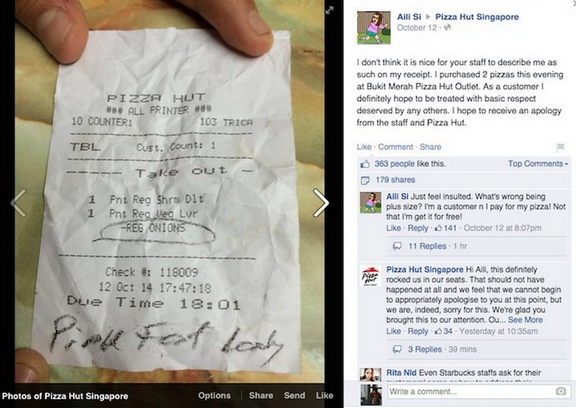 PIZZA HUT
### ALL PRINTER ###
10 COUNTER1 103 TRICA
TBL Cust. Count: 1
----- Take out -
1 Pnt Reg Shrm Dlt
1 Pnt Reg Veg Lvr
-REG ONIONS
Check #: 118009
12 Oct 14 17:47:18
Due Time 18:01
Pink Fat Lady
Photos of Pizza Hut Singapore
Options Share Send Like
Aili Si ▸ Pizza Hut Singapore
October 12 ·
I don't think it is nice for your staff to describe me as
such on my receipt. I purchased 2 pizzas this evening
at Bukit Merah Pizza Hut Outlet. As a customer I
definitely hope to be treated with basic respect
deserved by any others. I hope to receive an apology
from the staff and Pizza Hut.
Like · Comment · Share
363 people like this. Top Comments
179 shares
Aili Si Just feel insulted. What's wrong being
plus size? I'm a customer n I pay for my pizza! Not
that I'm get it for free!
Like · Reply · 141 · October 12 at 8:07pm
11 Replies · 1 hr
Pizza Hut Singapore Hi Aili, this definitely
rocked us in our seats. That should not have
happened at all and we feel that we cannot begin
to appropriately apologise to you at this point, but
we are, indeed, sorry for this. We're glad you
brought this to our attention. Ou... See More
Like · Reply · 34 · Yesterday at 10:35am
3 Replies · 39 mins
Rita Nld Even Starbucks staffs ask for their
Write a comment...